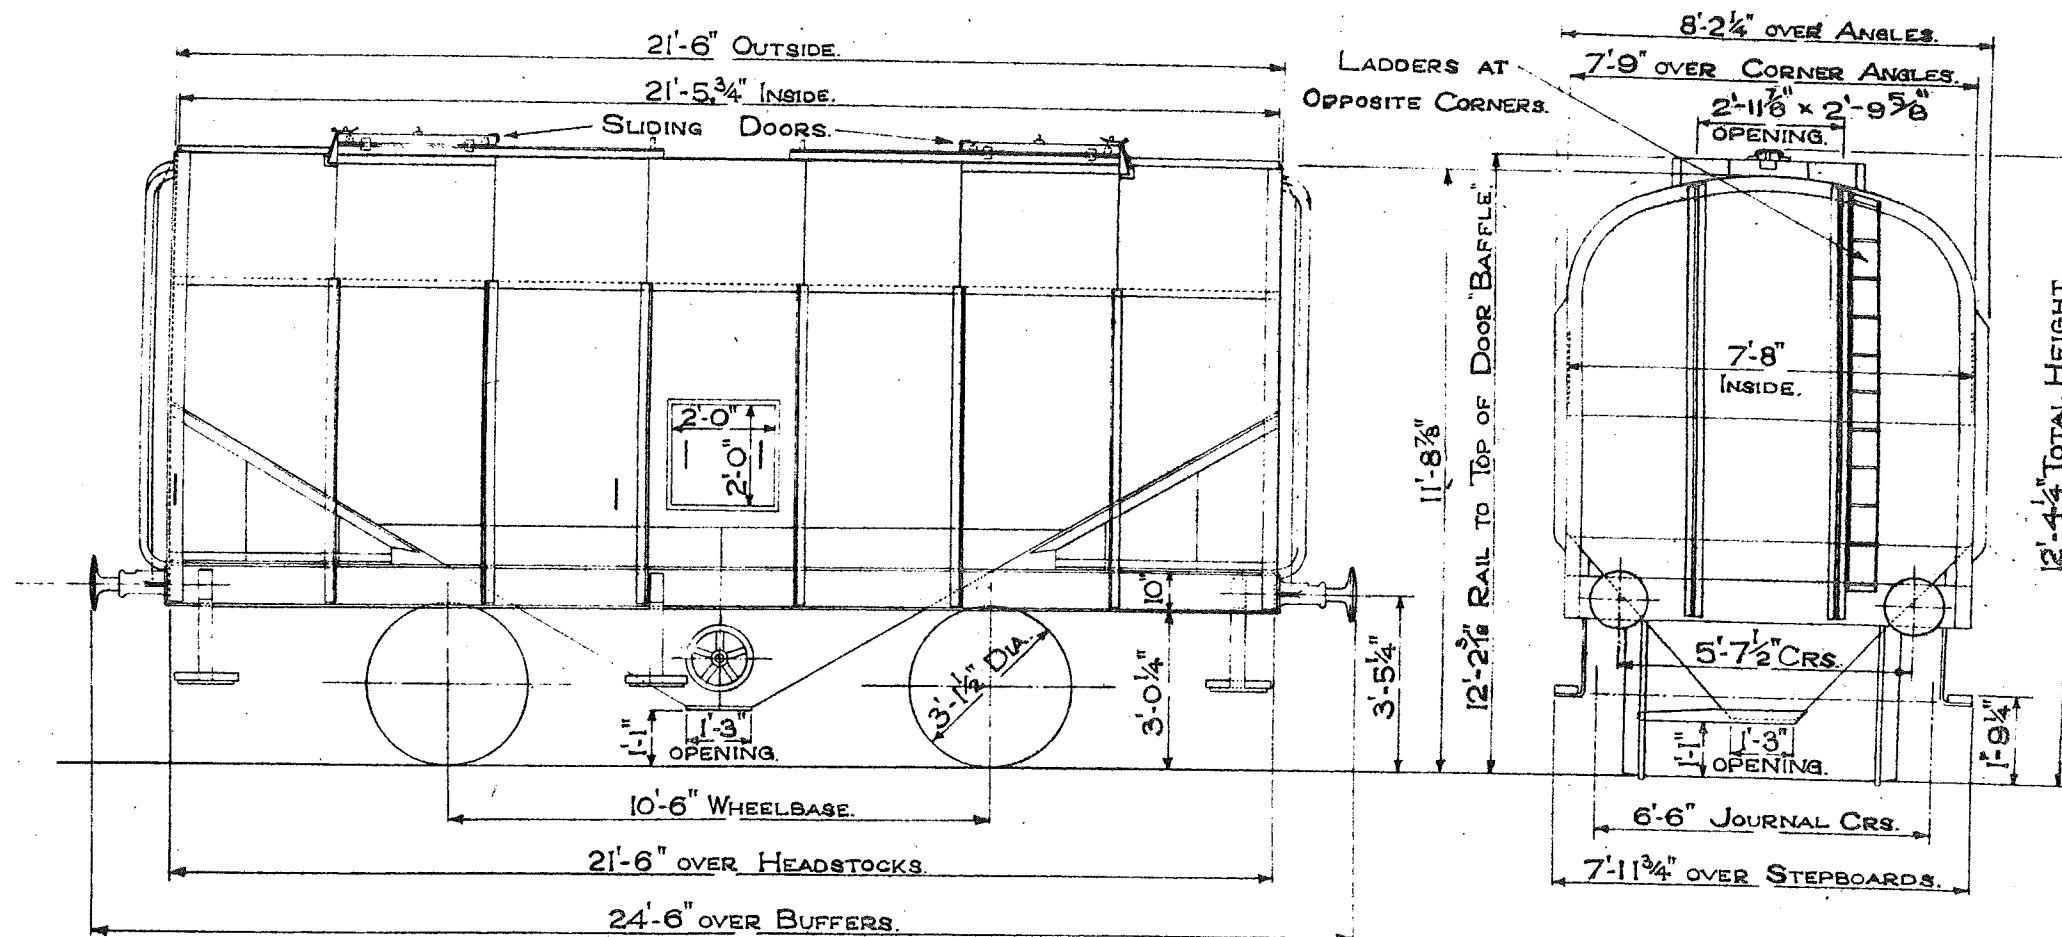 21'-6" OUTSIDE.
21'-5¾" INSIDE.
SLIDING DOORS.
2'-0"
2'-0"
10"
3'-1½" DIA.
3'-0¼"
3'-5¼"
11'-8⅞"
12'-2 3/16" RAIL TO TOP OF DOOR "BAFFLE".
1'-1"
1'-3"
OPENING.
10'-6" WHEELBASE.
21'-6" OVER HEADSTOCKS.
24'-6" OVER BUFFERS.
8'-2¼" OVER ANGLES.
LADDERS AT
OPPOSITE CORNERS.
7'-9" OVER CORNER ANGLES.
2'-11⅞" x 2'-9⅝"
OPENING.
7'-8"
INSIDE.
12'-4¼" TOTAL HEIGHT
5'-7½" CRS.
1'-1"
1'-3"
OPENING.
1'-9¼"
6'-6" JOURNAL CRS.
7'-11¾" OVER STEPBOARDS.